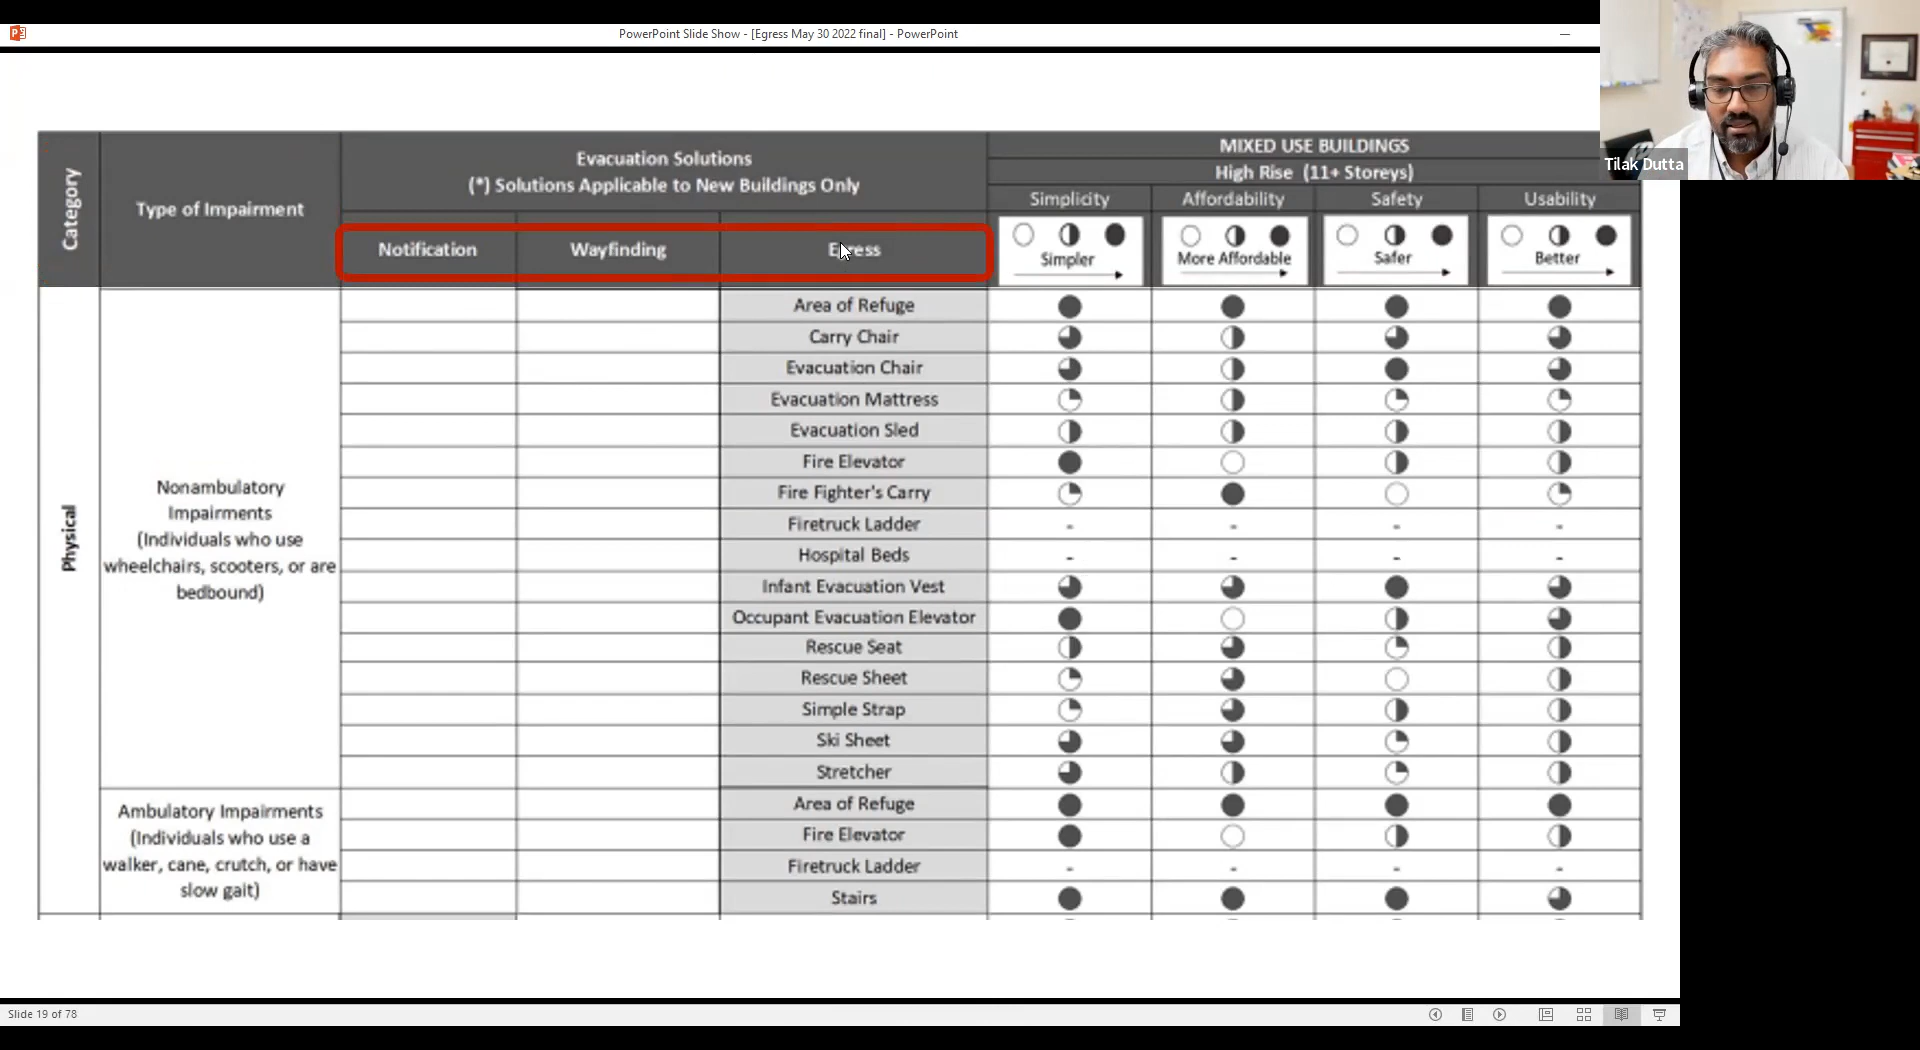 PowerPoint Slide Show - [Egress May 30 2022 final] - PowerPoint
Tilak Dutta
Category
Type of Impairment
Evacuation Solutions
(*) Solutions Applicable to New Buildings Only
Notification
Wayfinding
Egress
MIXED USE BUILDINGS
High Rise (11+ Storeys)
Simplicity
Affordability
Safety
Usability
Simpler
More Affordable
Safer
Better
Physical
Nonambulatory
Impairments
(Individuals who use
wheelchairs, scooters, or are
bedbound)
Area of Refuge
Carry Chair
Evacuation Chair
Evacuation Mattress
Evacuation Sled
Fire Elevator
Fire Fighter's Carry
Firetruck Ladder - - - -
Hospital Beds - - - -
Infant Evacuation Vest
Occupant Evacuation Elevator
Rescue Seat
Rescue Sheet
Simple Strap
Ski Sheet
Stretcher
Ambulatory Impairments
(Individuals who use a
walker, cane, crutch, or have
slow gait)
Area of Refuge
Fire Elevator
Firetruck Ladder - - - -
Stairs
Slide 19 of 78